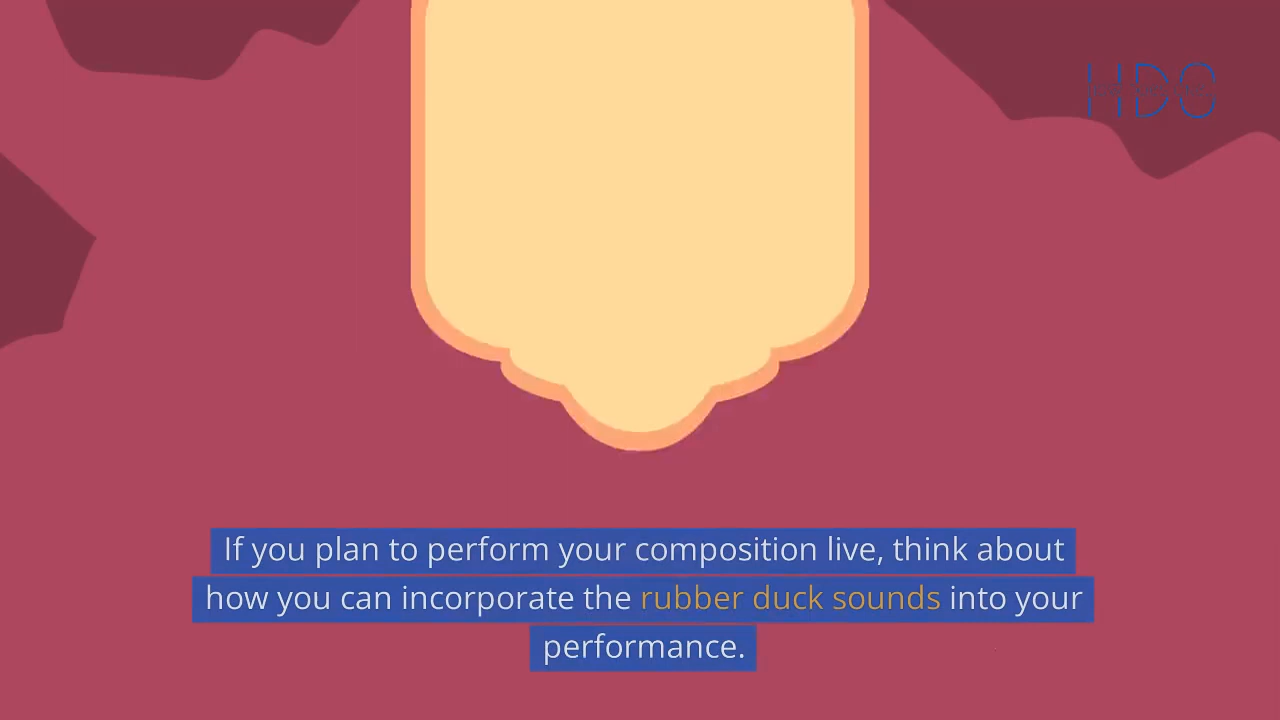 HDS
If you plan to perform your composition live, think about
how you can incorporate the rubber duck sounds into your
performance.